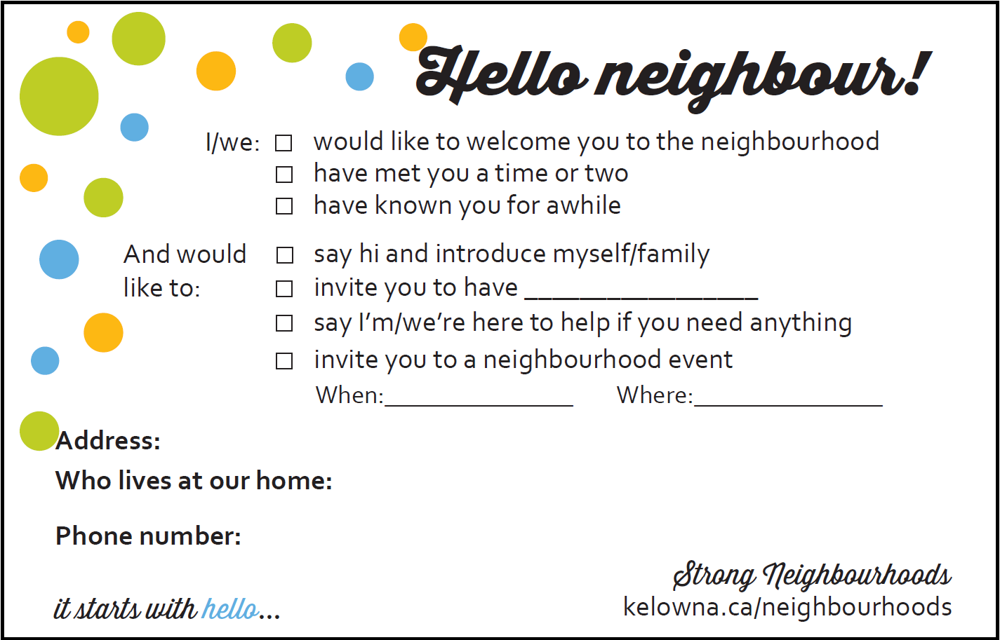 Hello neighbour!
I/we: ☐ would like to welcome you to the neighbourhood
☐ have met you a time or two
☐ have known you for awhile
And would ☐ say hi and introduce myself/family
like to: ☐ invite you to have _________________
☐ say I'm/we're here to help if you need anything
☐ invite you to a neighbourhood event
When:______________ Where:______________
Address:
Who lives at our home:
Phone number:
Strong Neighbourhoods
it starts with hello...
kelowna.ca/neighbourhoods